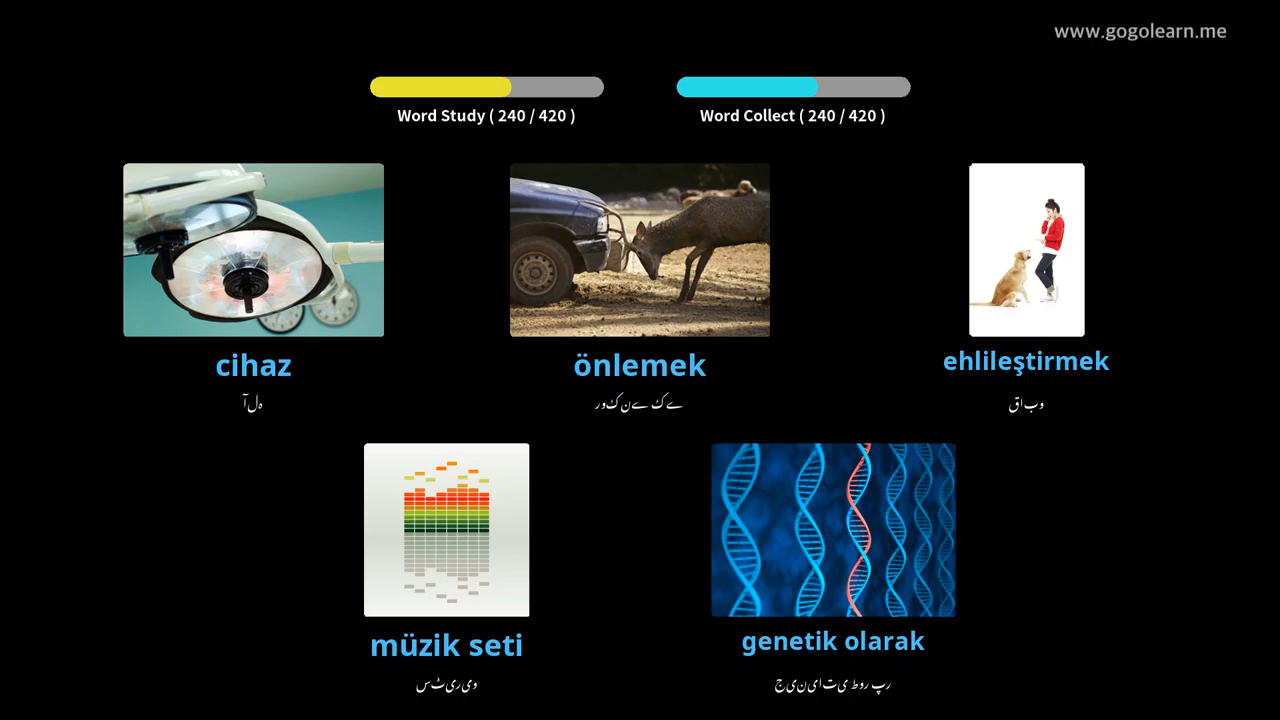 www.gogolearn.me
Word Study ( 240 / 420 )
Word Collect ( 240 / 420 )
cihaz
önlemek
ehlileştirmek
آلہ
روکنے کے
قابو
müzik seti
genetik olarak
سٹیریو
جینیاتی طور پر